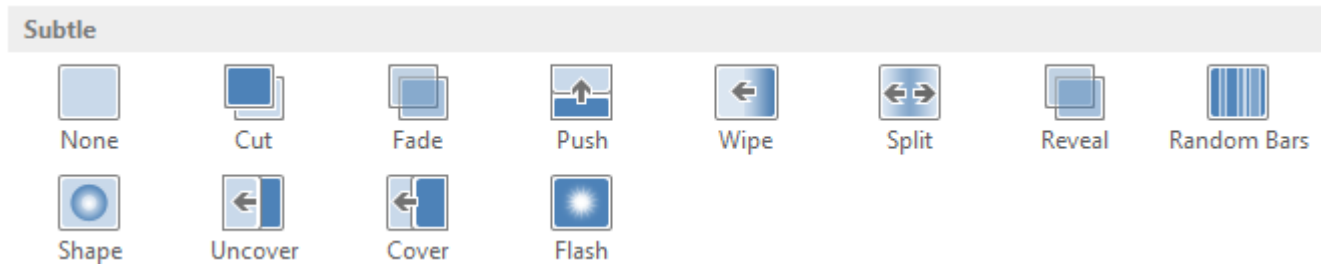 Subtle
None Cut Fade Push Wipe Split Reveal Random Bars
Shape Uncover Cover Flash